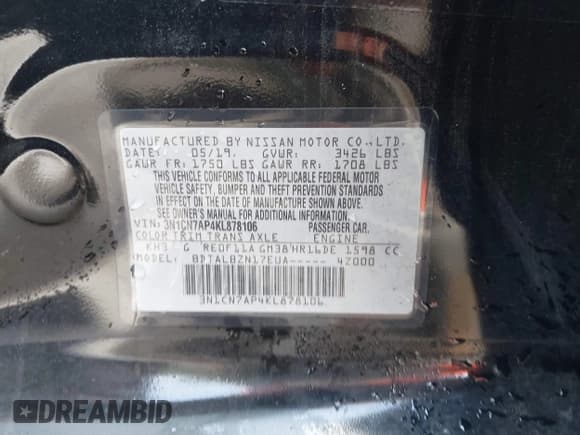 MANUFACTURED BY NISSAN MOTOR CO.,LTD.
DATE: 05/19. GVWR: 3426 LBS
GAWR FR: 1750 LBS GAWR RR: 1708 LBS
THIS VEHICLE CONFORMS TO ALL APPLICABLE FEDERAL MOTOR
VEHICLE SAFETY, BUMPER AND THEFT PREVENTION STANDARDS
IN EFFECT ON THE DATE OF MANUFACTURE SHOWN ABOVE.
SEE OWNER'S MANUAL FOR ADDITIONAL INFORMATION.
VIN: 3N1CN7AP4KL878106 PASSENGER CAR.
COLOR TRIM TRANS AXLE ENGINE
KH3 G RE0F11A GM38 HR16DE 1598 CC
BDTALBZN17EUA----- 4Z000
3N1CN7AP4KL878106
DREAMBID